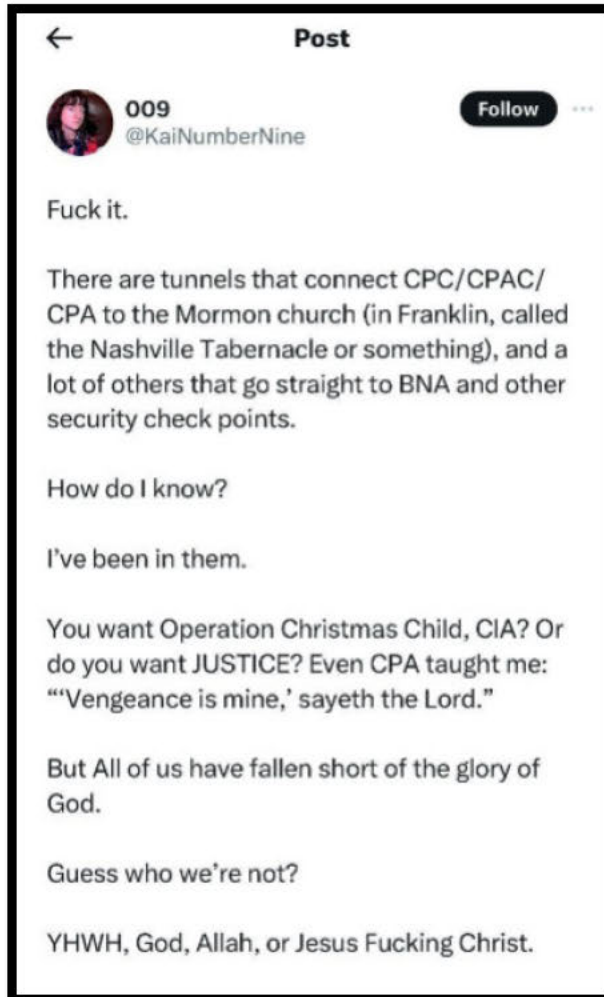 Post
009
@KaiNumberNine
Follow
Fuck it.
There are tunnels that connect CPC/CPAC/
CPA to the Mormon church (in Franklin, called
the Nashville Tabernacle or something), and a
lot of others that go straight to BNA and other
security check points.
How do I know?
I’ve been in them.
You want Operation Christmas Child, CIA? Or
do you want JUSTICE? Even CPA taught me:
“‘Vengeance is mine,’ sayeth the Lord.”
But All of us have fallen short of the glory of
God.
Guess who we’re not?
YHWH, God, Allah, or Jesus Fucking Christ.